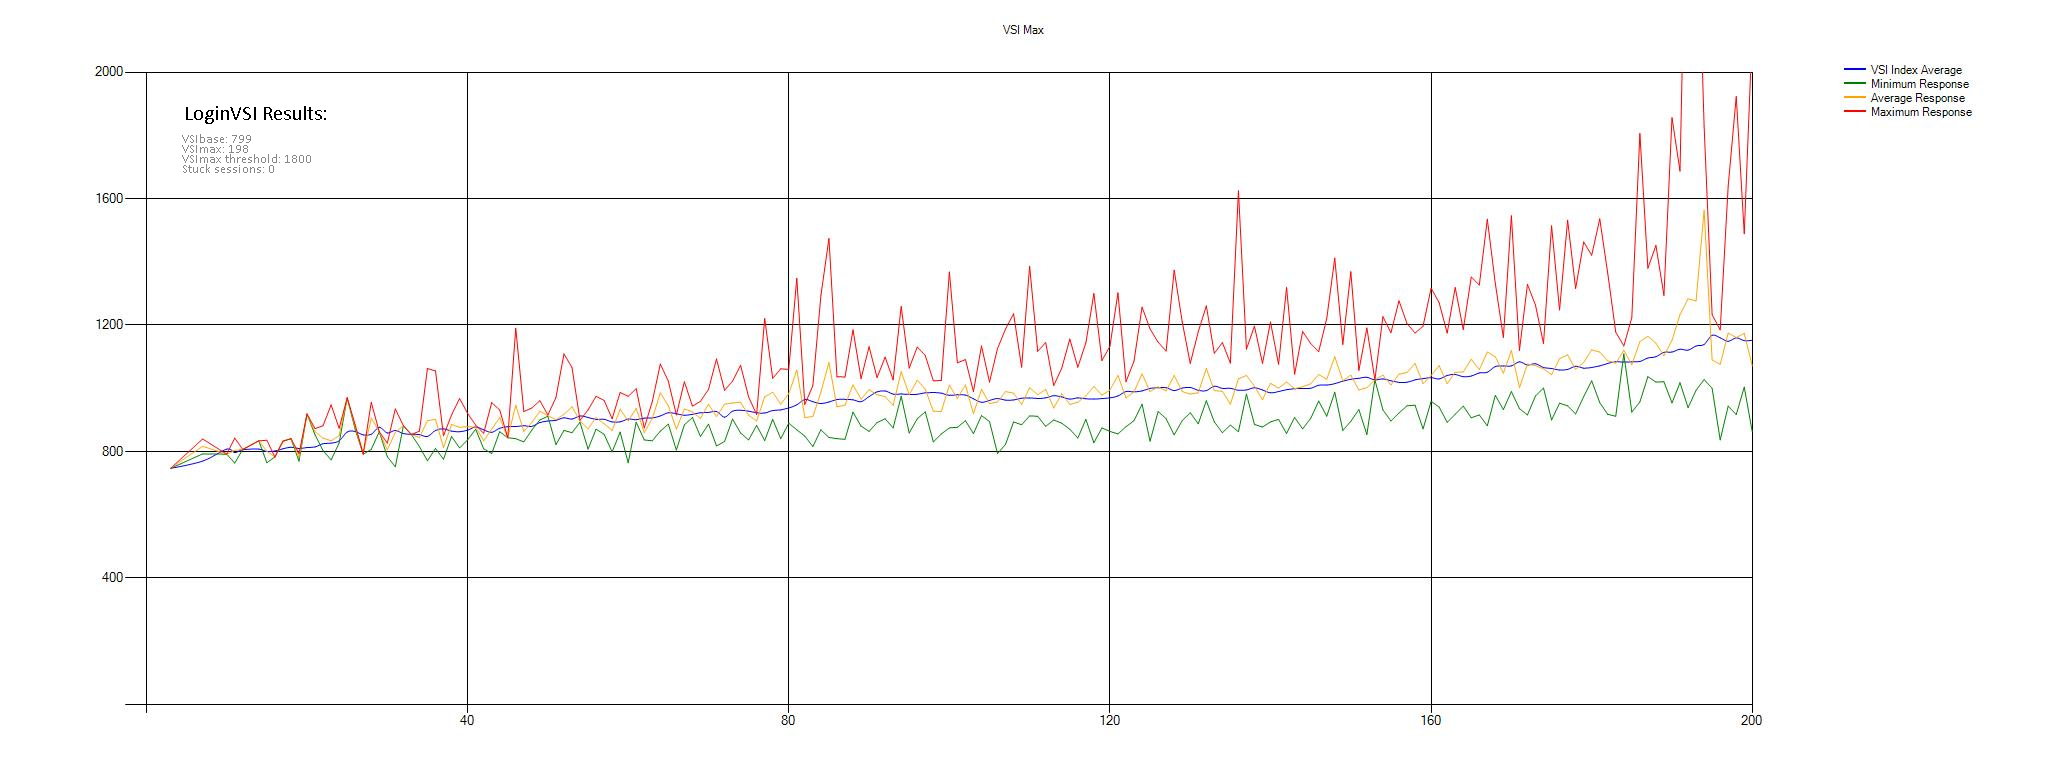 VSI Max
VSI Index Average
Minimum Response
Average Response
Maximum Response
LoginVSI Results:
VSIbase: 799
VSImax: 198
VSImax threshold: 1800
Stuck sessions: 0
2000
1600
1200
800
400
40
80
120
160
200